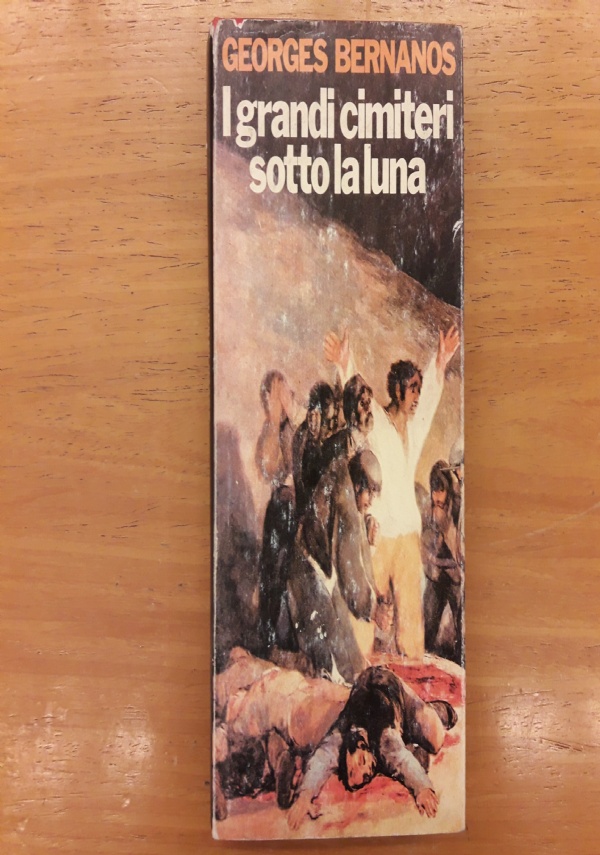 GEORGES BERNANOS
I grandi cimiteri
sotto la luna